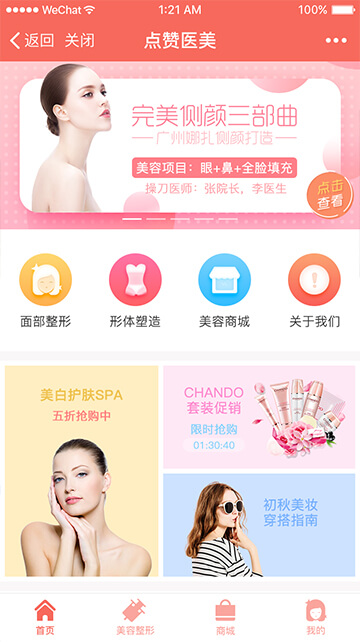 WeChat
1:21 AM
100%
返回 关闭
点赞医美
完美侧颜三部曲
广州娜扎侧颜打造
美容项目：眼+鼻+全脸填充
操刀医师：张院长，李医生
点击
查看
面部整形
形体塑造
美容商城
关于我们
美白护肤SPA
五折抢购中
CHANDO
套装促销
限时抢购
01:30:40
初秋美妆
穿搭指南
首页
美容整形
商城
我的